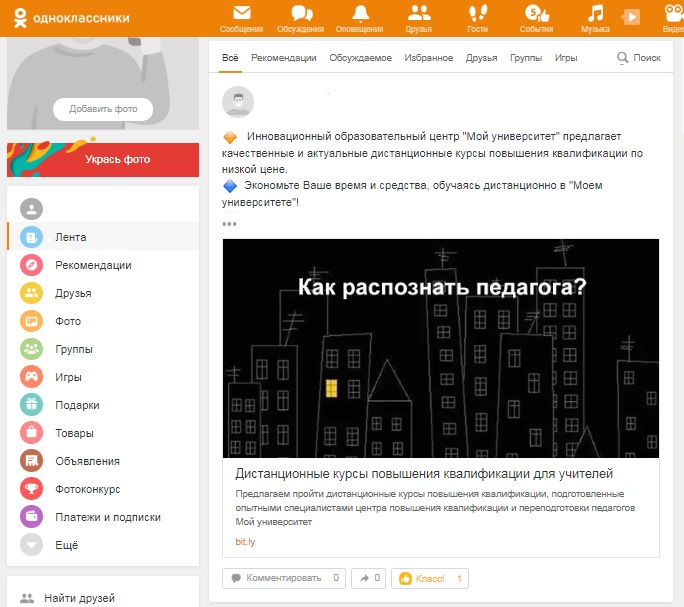 одноклассники
Сообщения Обсуждения Оповещения Друзья Гости 5 События Музыка Видео
Добавить фото
Укрась фото
Лента
Рекомендации
Друзья
Фото
Группы
Игры
Подарки
Товары
Объявления
Фотоконкурс
Платежи и подписки
Ещё
Найти друзей
Всё Рекомендации Обсуждаемое Избранное Друзья Группы Игры Поиск
Инновационный образовательный центр "Мой университет" предлагает
качественные и актуальные дистанционные курсы повышения квалификации по
низкой цене.
Экономьте Ваше время и средства, обучаясь дистанционно в "Моем
университете"!
Как распознать педагога?
Дистанционные курсы повышения квалификации для учителей
Предлагаем пройти дистанционные курсы повышения квалификации, подготовленные
опытными специалистами центра повышения квалификации и переподготовки педагогов
Мой университет
bit.ly
Комментировать 0 0 Класс! 1